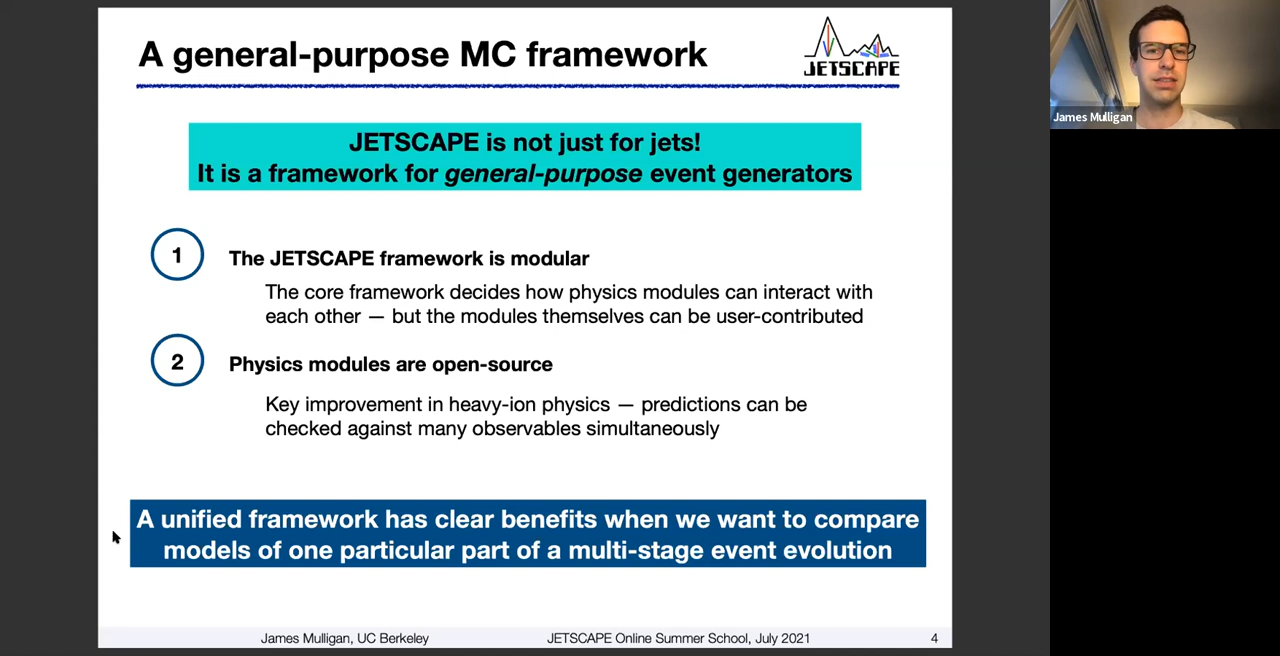 A general-purpose MC framework
JETSCAPE
JETSCAPE is not just for jets!
It is a framework for general-purpose event generators
1
The JETSCAPE framework is modular
The core framework decides how physics modules can interact with
each other — but the modules themselves can be user-contributed
2
Physics modules are open-source
Key improvement in heavy-ion physics — predictions can be
checked against many observables simultaneously
A unified framework has clear benefits when we want to compare
models of one particular part of a multi-stage event evolution
James Mulligan, UC Berkeley
JETSCAPE Online Summer School, July 2021
4
James Mulligan